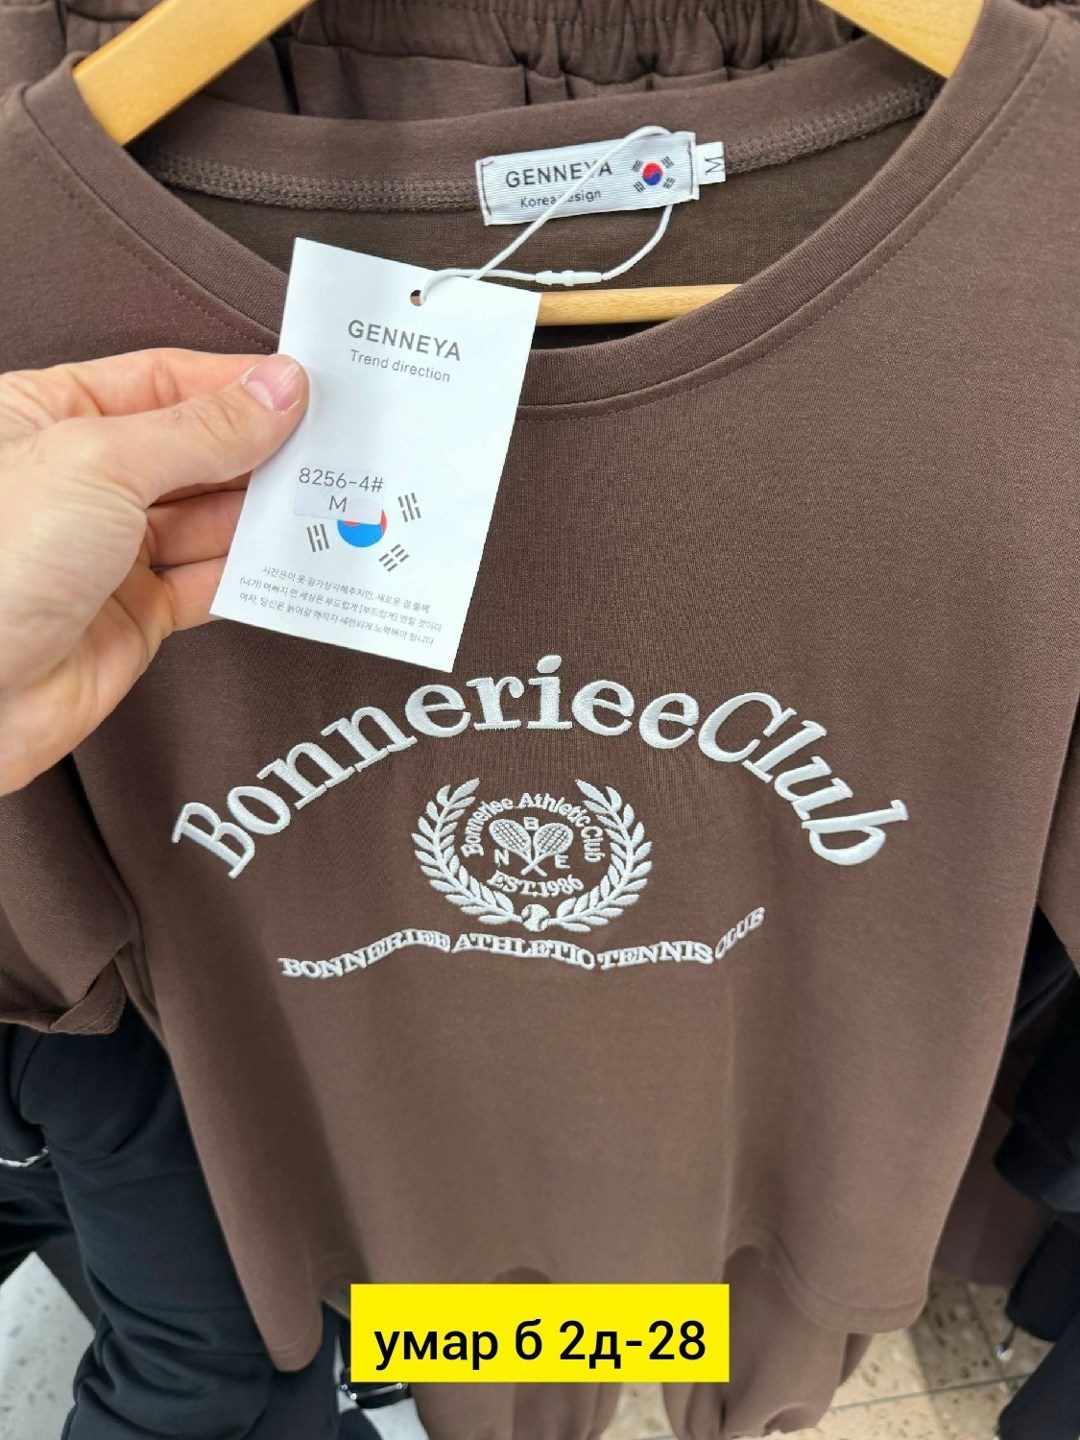 GENNEYA
Korea design
M
GENNEYA
Trend direction
8256-4#
M
BonnerieeClub
Bonneriee Athletic Club
B
N E
EST.1986
BONNERIEE ATHLETIC TENNIS CLUB
умар б 2д-28